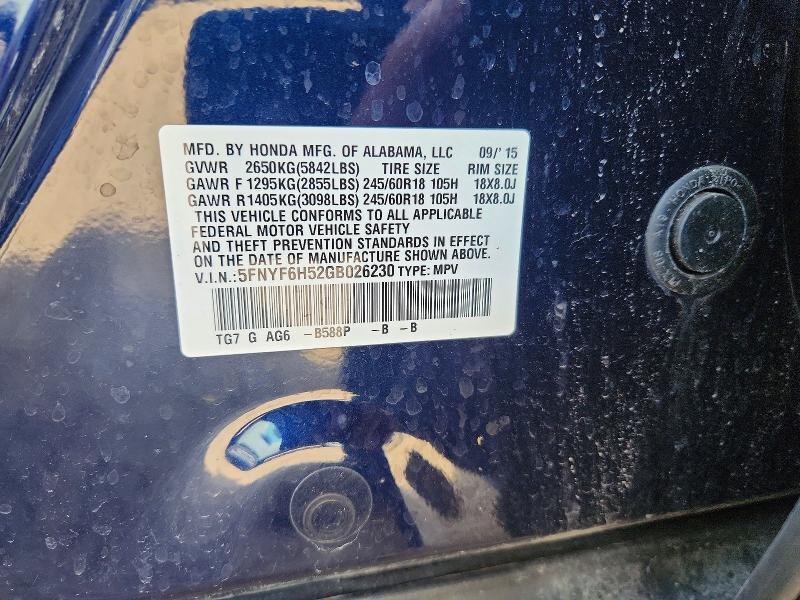 MFD. BY HONDA MFG. OF ALABAMA, LLC 09/' 15
GVWR 2650KG(5842LBS) TIRE SIZE RIM SIZE
GAWR F 1295KG(2855LBS) 245/60R18 105H 18X8.0J
GAWR R 1405KG(3098LBS) 245/60R18 105H 18X8.0J
THIS VEHICLE CONFORMS TO ALL APPLICABLE
FEDERAL MOTOR VEHICLE SAFETY
AND THEFT PREVENTION STANDARDS IN EFFECT
ON THE DATE OF MANUFACTURE SHOWN ABOVE.
V.I.N.: 5FNYF6H52GB026230 TYPE: MPV
TG7 G AG6 -B588P -B -B